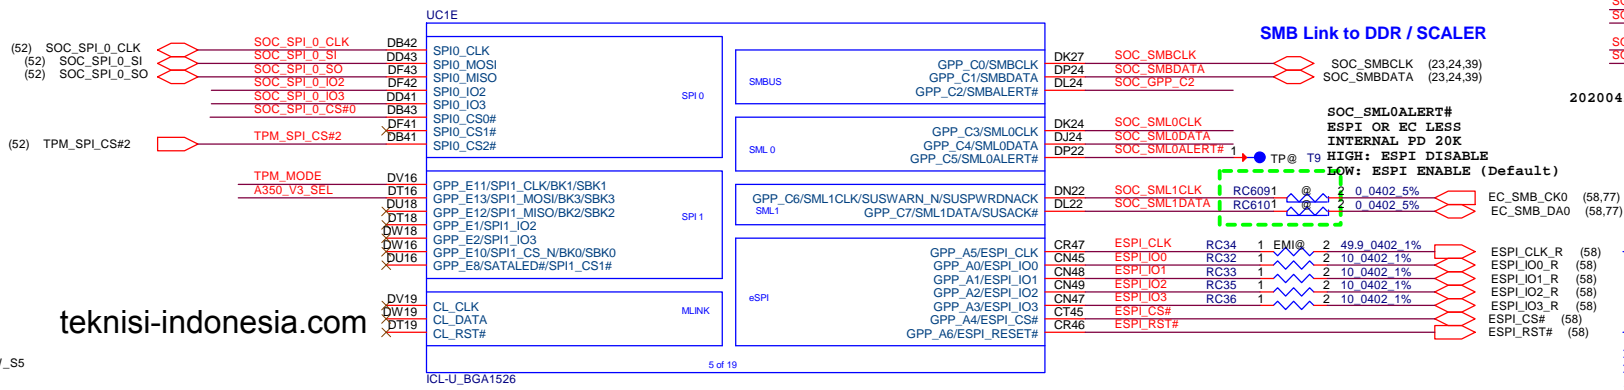 UC1E
SMB Link to DDR / SCALER
(52) SOC_SPI_0_CLK SOC_SPI_0_CLK DB42 SPI0_CLK
(52) SOC_SPI_0_SI SOC_SPI_0_SI DD43 SPI0_MOSI
(52) SOC_SPI_0_SO SOC_SPI_0_SO DF43 SPI0_MISO
SOC_SPI_0_IO2 DF42 SPI0_IO2
SOC_SPI_0_IO3 DD41 SPI0_IO3
SOC_SPI_0_CS#0 DB43 SPI0_CS0#
DF41 SPI0_CS1#
(52) TPM_SPI_CS#2 TPM_SPI_CS#2 DB41 SPI0_CS2#
SPI 0
TPM_MODE DV16 GPP_E11/SPI1_CLK/BK1/SBK1
A350_V3_SEL DT16 GPP_E13/SPI1_MOSI/BK3/SBK3
DU18 GPP_E12/SPI1_MISO/BK2/SBK2
DT18 GPP_E1/SPI1_IO2
DW18 GPP_E2/SPI1_IO3
DW16 GPP_E10/SPI1_CS_N/BK0/SBK0
DU16 GPP_E8/SATALED#/SPI1_CS1#
SPI 1
DV19 CL_CLK
DW19 CL_DATA
DT19 CL_RST#
MLINK
SMBUS
GPP_C0/SMBCLK DK27 SOC_SMBCLK SOC_SMBCLK (23,24,39)
GPP_C1/SMBDATA DP24 SOC_SMBDATA SOC_SMBDATA (23,24,39)
GPP_C2/SMBALERT# DL24 SOC_GPP_C2
202004
SML 0
GPP_C3/SML0CLK DK24 SOC_SML0CLK
GPP_C4/SML0DATA DJ24 SOC_SML0DATA
GPP_C5/SML0ALERT# DP22 SOC_SML0ALERT# 1 TP@ T9
SOC_SML0ALERT#
ESPI OR EC LESS
INTERNAL PD 20K
HIGH: ESPI DISABLE
LOW: ESPI ENABLE (Default)
SML1
GPP_C6/SML1CLK/SUSWARN_N/SUSPWRDNACK DN22 SOC_SML1CLK RC609 1 @ 2 0_0402_5% EC_SMB_CK0 (58,77)
GPP_C7/SML1DATA/SUSACK# DL22 SOC_SML1DATA RC610 1 @ 2 0_0402_5% EC_SMB_DA0 (58,77)
eSPI
GPP_A5/ESPI_CLK CR47 ESPI_CLK RC34 1 EMI@ 2 49.9_0402_1% ESPI_CLK_R (58)
GPP_A0/ESPI_IO0 CN45 ESPI_IO0 RC32 1 2 10_0402_1% ESPI_IO0_R (58)
GPP_A1/ESPI_IO1 CN48 ESPI_IO1 RC33 1 2 10_0402_1% ESPI_IO1_R (58)
GPP_A2/ESPI_IO2 CN49 ESPI_IO2 RC35 1 2 10_0402_1% ESPI_IO2_R (58)
GPP_A3/ESPI_IO3 CN47 ESPI_IO3 RC36 1 2 10_0402_1% ESPI_IO3_R (58)
GPP_A4/ESPI_CS# CT45 ESPI_CS# ESPI_CS# (58)
GPP_A6/ESPI_RESET# CR46 ESPI_RST# ESPI_RST# (58)
teknisi-indonesia.com
_S5
5 of 19
ICL-U_BGA1526